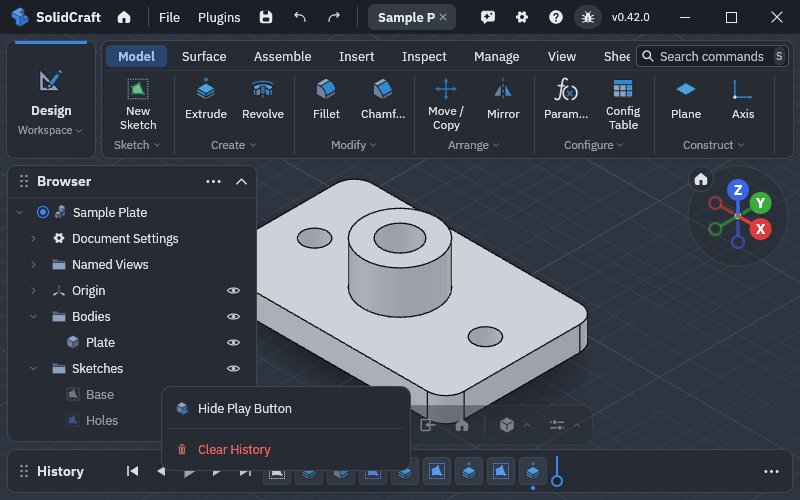 SolidCraft
File
Plugins
Sample P
v0.42.0
Design
Workspace
Model
Surface
Assemble
Insert
Inspect
Manage
View
Search commands
S
New
Sketch
Extrude
Revolve
Fillet
Chamf...
Move /
Copy
Mirror
Param...
Config
Table
Plane
Axis
Sketch
Create
Modify
Arrange
Configure
Construct
Browser
Sample Plate
Document Settings
Named Views
Origin
Bodies
Plate
Sketches
Base
Holes
Z
Y
X
Hide Play Button
Clear History
History